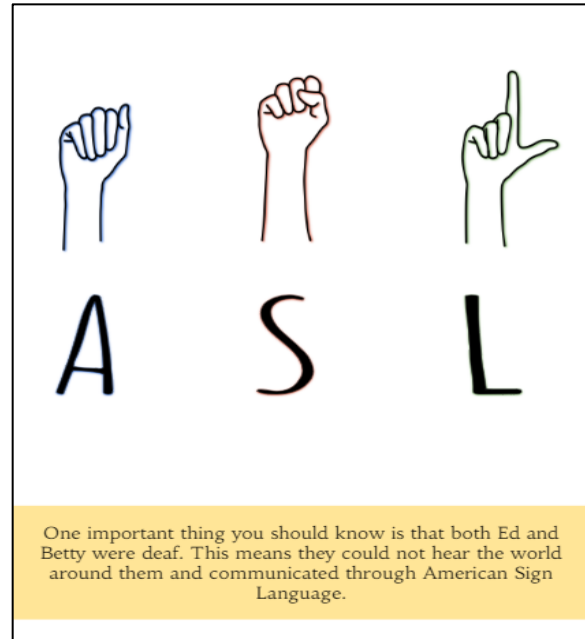 A S L
One important thing you should know is that both Ed and
Betty were deaf. This means they could not hear the world
around them and communicated through American Sign
Language.